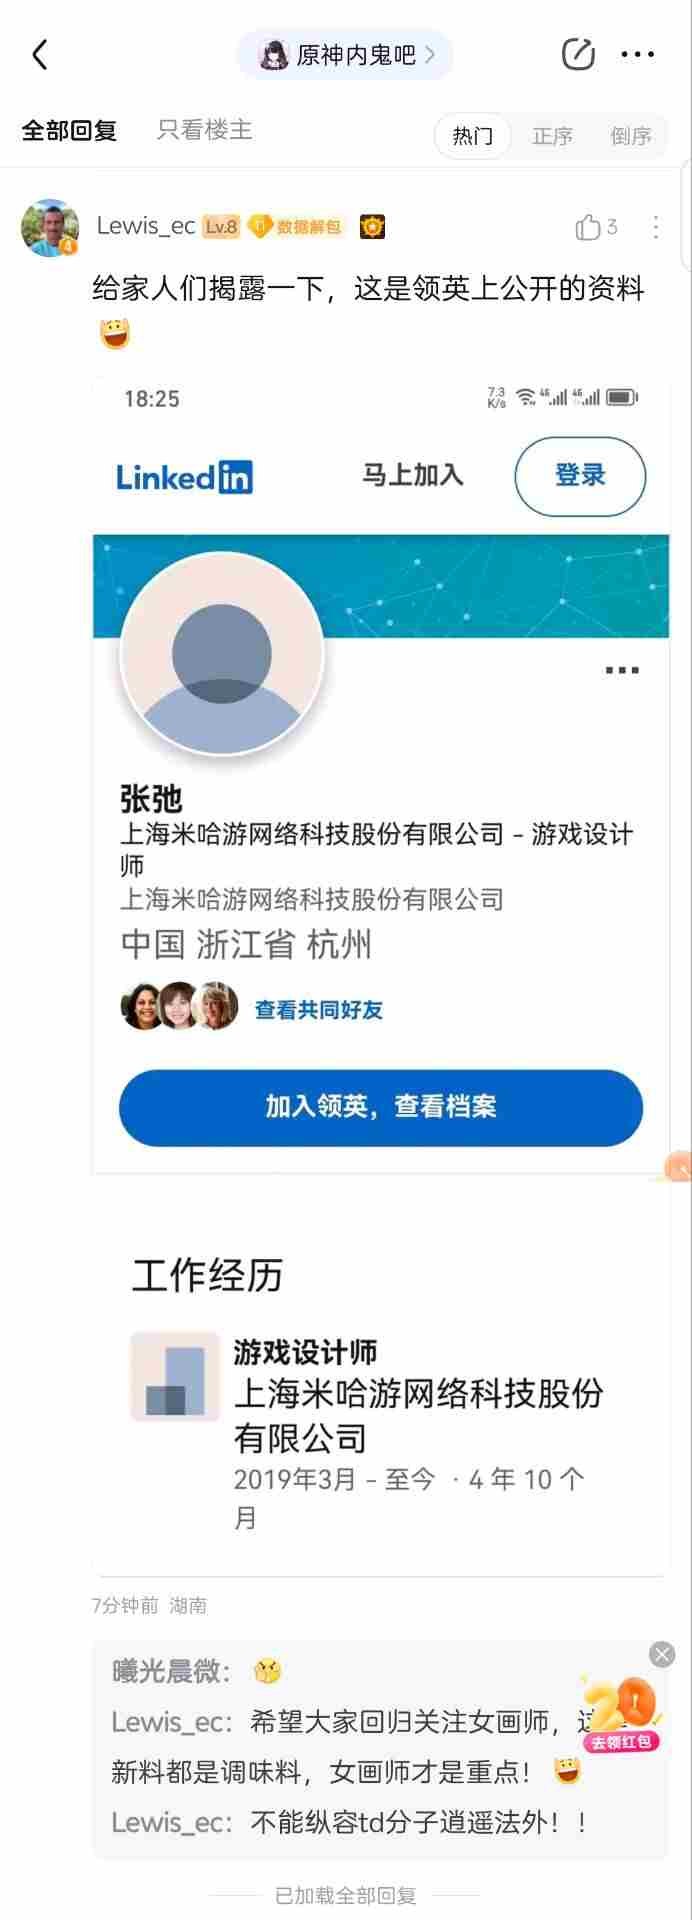 原神内鬼吧
全部回复 只看楼主 热门 正序 倒序
Lewis_ec Lv.8 数据解包 3
4
给家人们揭露一下，这是领英上公开的资料
18:25 7.3 K/s 4G 4G
LinkedIn 马上加入 登录
张弛
上海米哈游网络科技股份有限公司 – 游戏设计
师
上海米哈游网络科技股份有限公司
中国 浙江省 杭州
查看共同好友
加入领英，查看档案
工作经历
游戏设计师
上海米哈游网络科技股份
有限公司
2019年3月 – 至今 · 4 年 10 个
月
7分钟前 湖南
曦光晨微：
Lewis_ec：希望大家回归关注女画师，
新料都是调味料，女画师才是重点！
20!
去领红包
Lewis_ec：不能纵容td分子逍遥法外！！
已加载全部回复